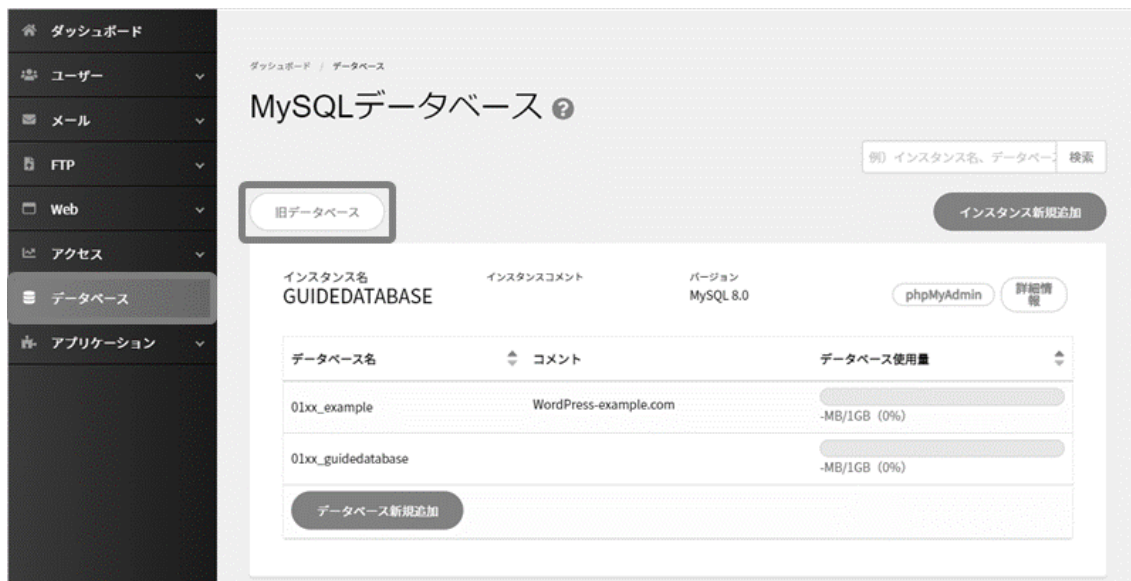 ダッシュボード
ユーザー
メール
FTP
Web
アクセス
データベース
アプリケーション
ダッシュボード / データベース
MySQLデータベース ?
例）インスタンス名、データベース 検索
旧データベース インスタンス新規追加
インスタンス名 インスタンスコメント バージョン
GUIDEDATABASE MySQL 8.0 phpMyAdmin 詳細情
報
データベース名 コメント データベース使用量
01xx_example WordPress-example.com
-MB/1GB（0%）
01xx_guidedatabase
-MB/1GB（0%）
データベース新規追加